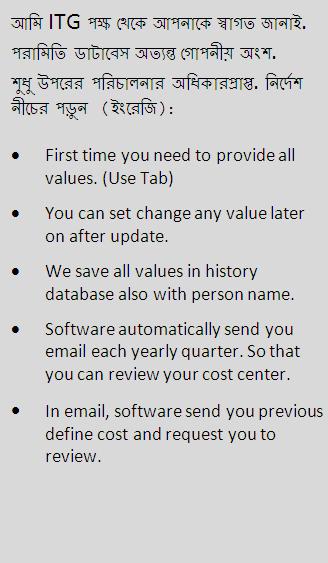 আমি ITG পক্ষ থেকে আপনাকে স্বাগত জানাই.
পরামিতি ডাটাবেস অত্যন্ত গোপনীয় অংশ.
শুধু উপরের পরিচালনার অধিকারপ্রাপ্ত. নির্দেশ
নীচের পড়ুন (ইংরেজি):
• First time you need to provide all
values. (Use Tab)
• You can set change any value later
on after update.
• We save all values in history
database also with person name.
• Software automatically send you
email each yearly quarter. So that
you can review your cost center.
• In email, software send you previous
define cost and request you to
review.